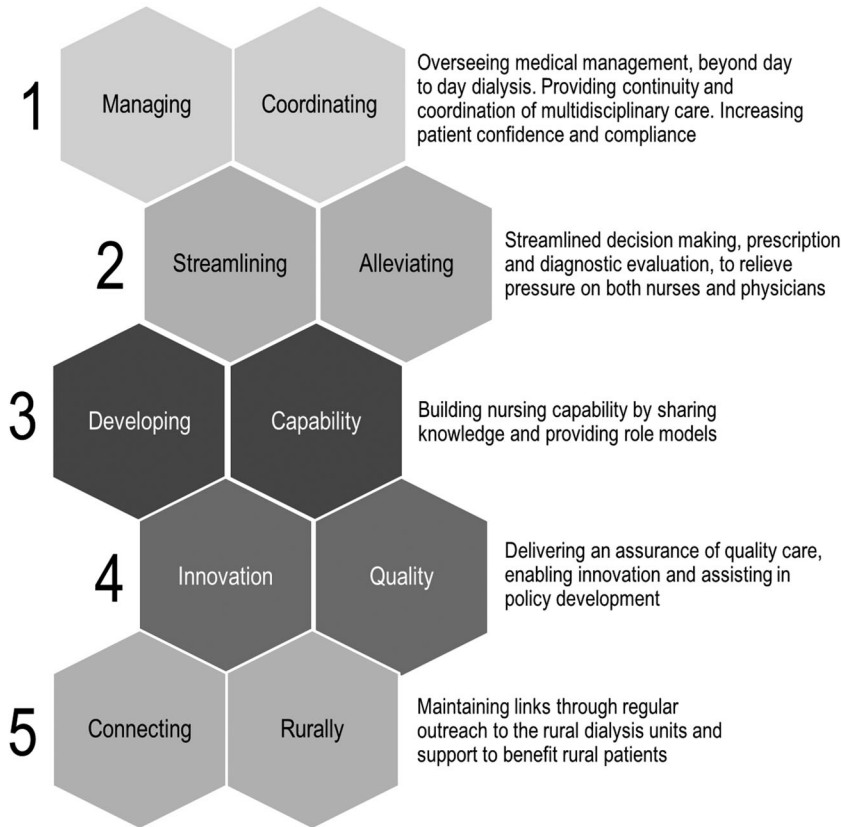 1
Managing
Coordinating
Overseeing medical management, beyond day
to day dialysis. Providing continuity and
coordination of multidisciplinary care. Increasing
patient confidence and compliance
2
Streamlining
Alleviating
Streamlined decision making, prescription
and diagnostic evaluation, to relieve
pressure on both nurses and physicians
3
Developing
Capability
Building nursing capability by sharing
knowledge and providing role models
4
Innovation
Quality
Delivering an assurance of quality care,
enabling innovation and assisting in
policy development
5
Connecting
Rurally
Maintaining links through regular
outreach to the rural dialysis units and
support to benefit rural patients